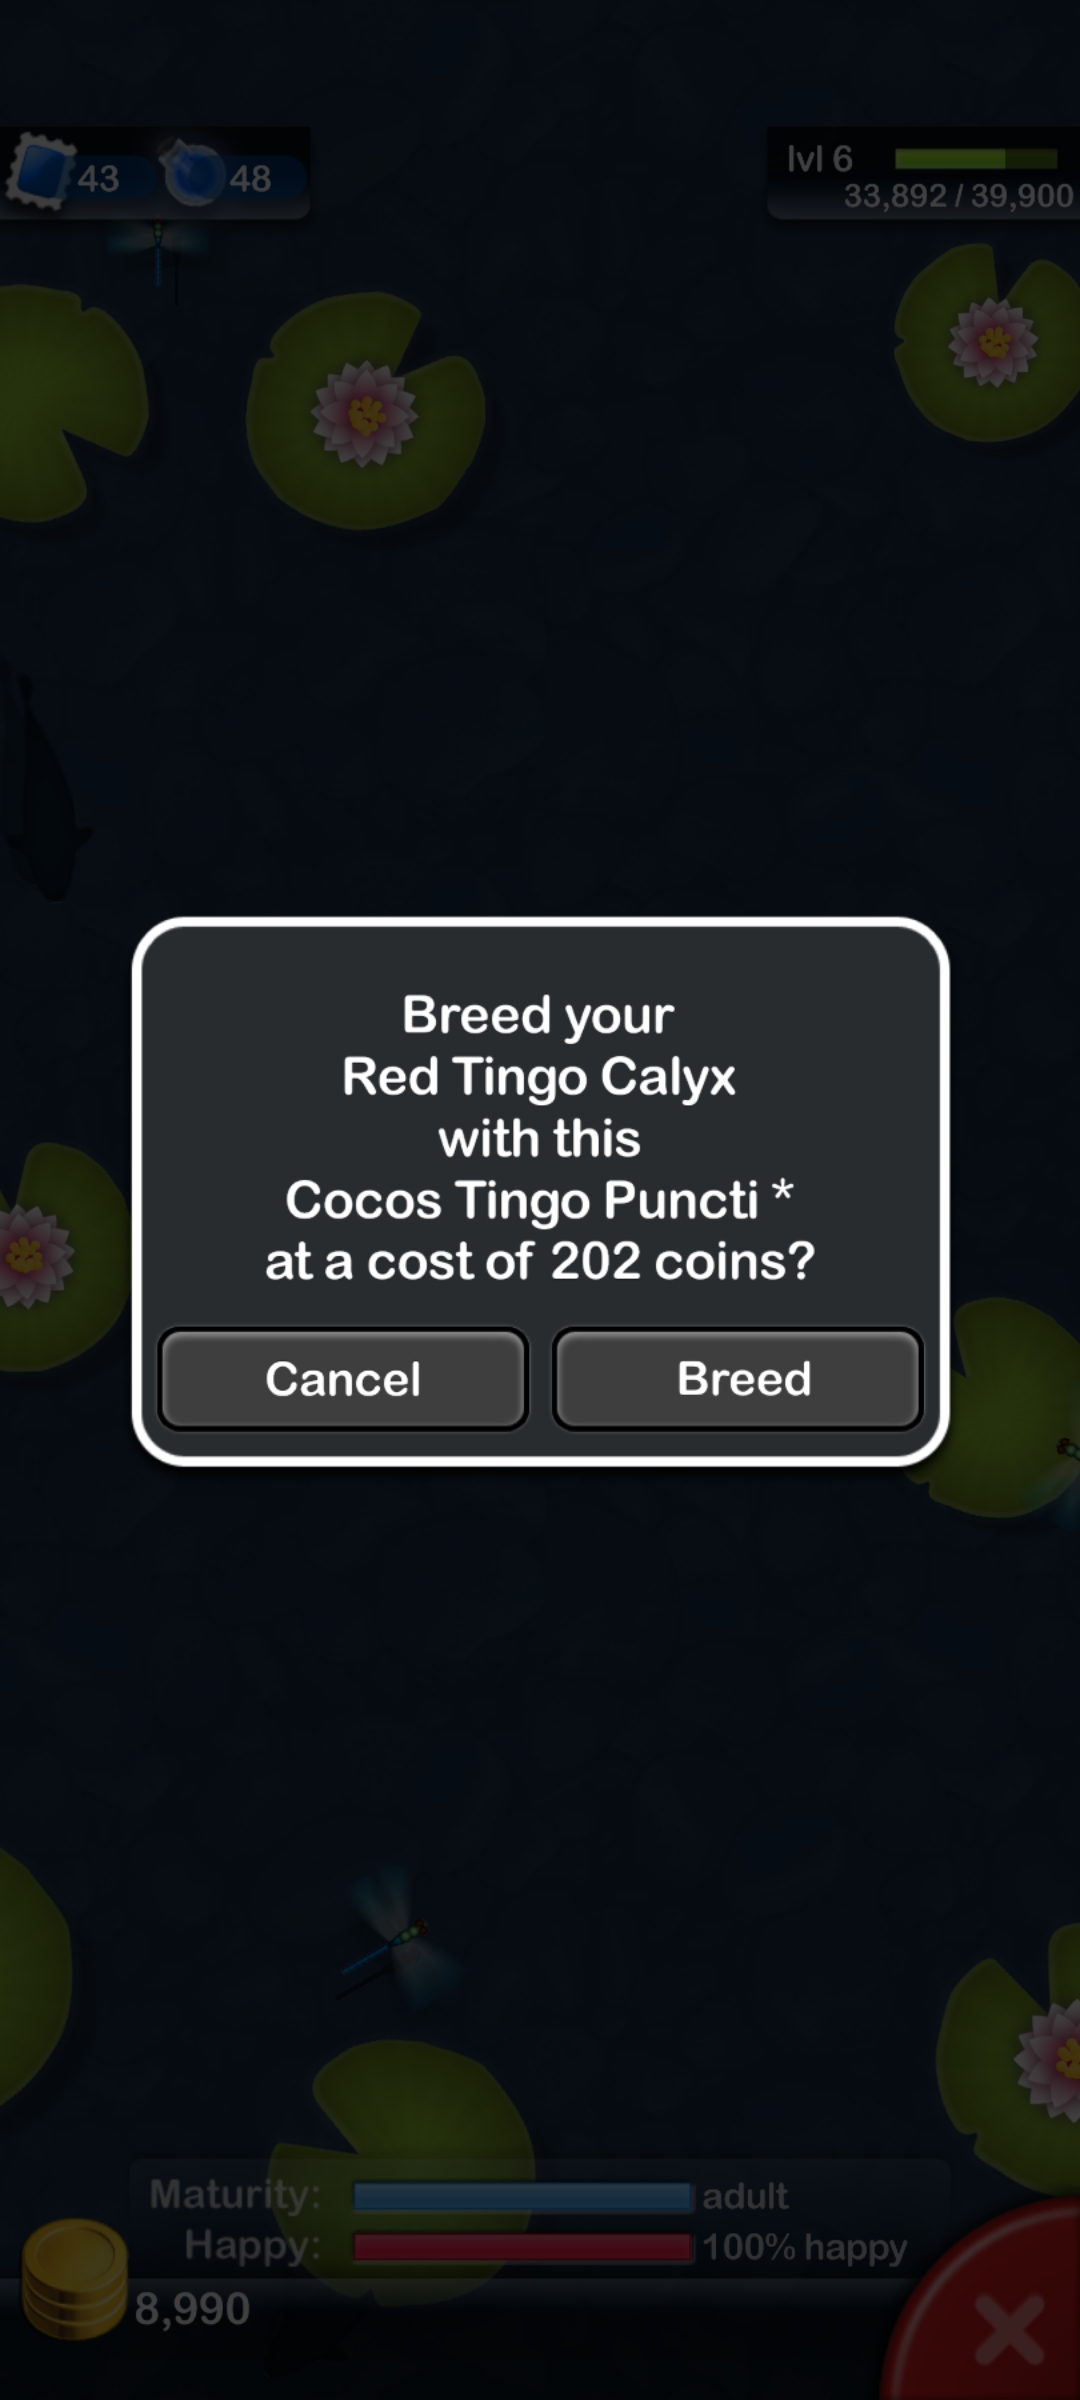 43
48
lvl 6
33,892 / 39,900
Breed your
Red Tingo Calyx
with this
Cocos Tingo Puncti *
at a cost of 202 coins?
Cancel
Breed
Maturity: adult
Happy: 100% happy
8,990